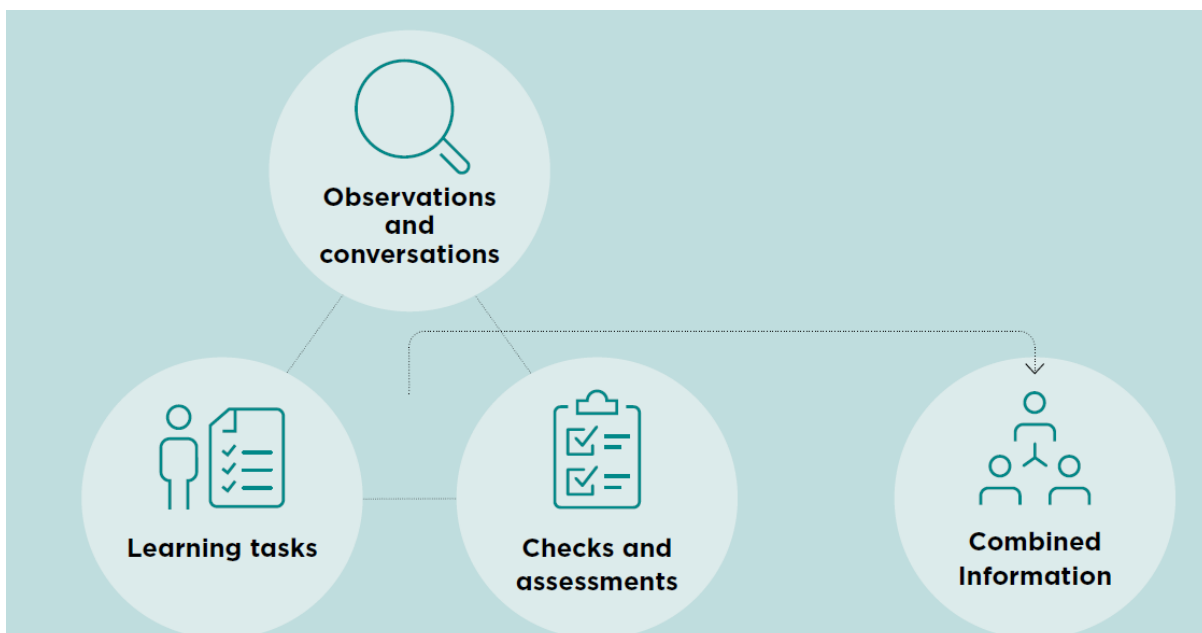 Observations
and
conversations
Learning tasks
Checks and
assessments
Combined
Information